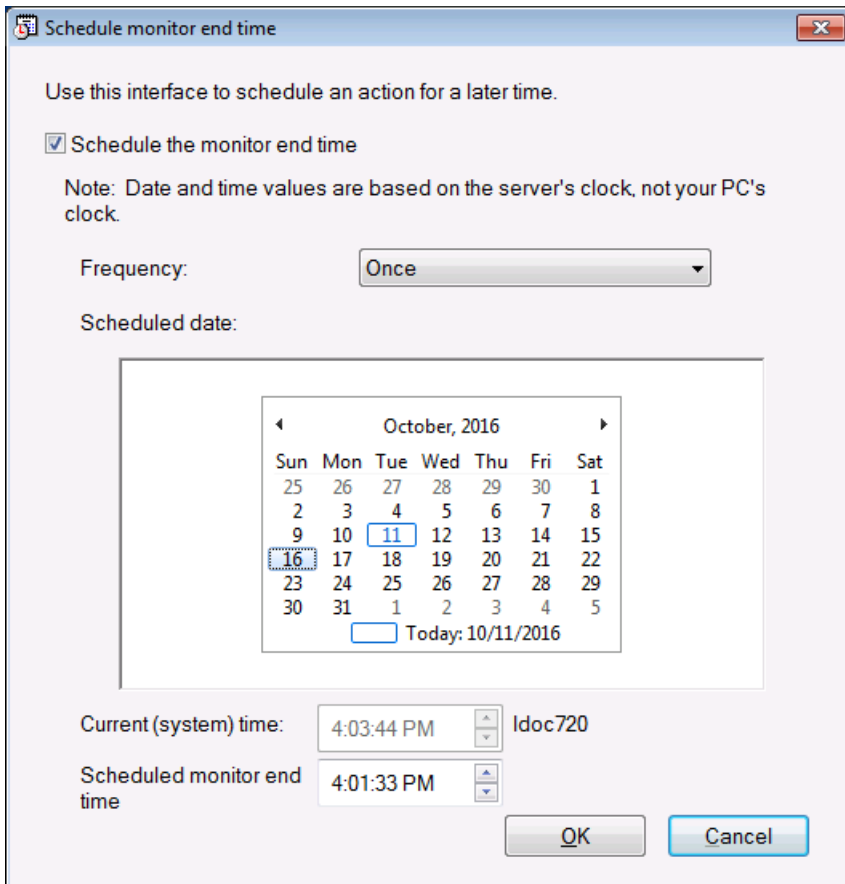 Schedule monitor end time
Use this interface to schedule an action for a later time.
Schedule the monitor end time
Note: Date and time values are based on the server's clock, not your PC's
clock.
Frequency: Once
Scheduled date:
October, 2016
Sun Mon Tue Wed Thu Fri Sat
25 26 27 28 29 30 1
2 3 4 5 6 7 8
9 10 11 12 13 14 15
16 17 18 19 20 21 22
23 24 25 26 27 28 29
30 31 1 2 3 4 5
Today: 10/11/2016
Current (system) time: 4:03:44 PM ldoc720
Scheduled monitor end
time
4:01:33 PM
OK Cancel